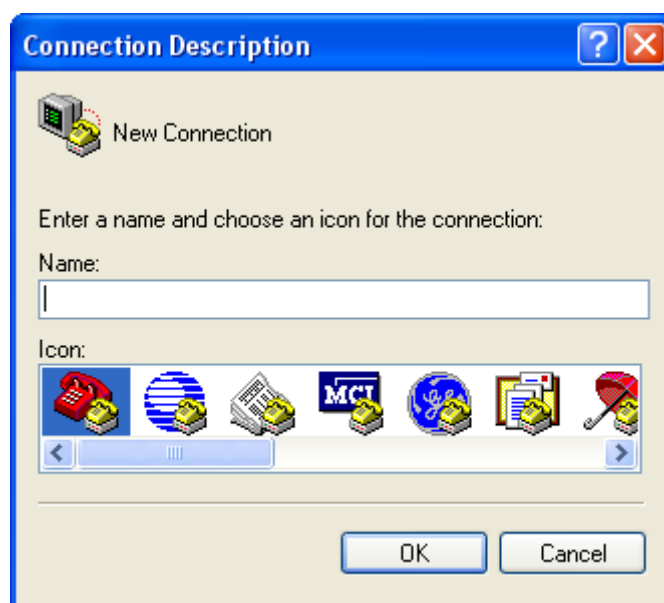 Connection Description
New Connection
Enter a name and choose an icon for the connection:
Name:
Icon:
MCI
OK
Cancel